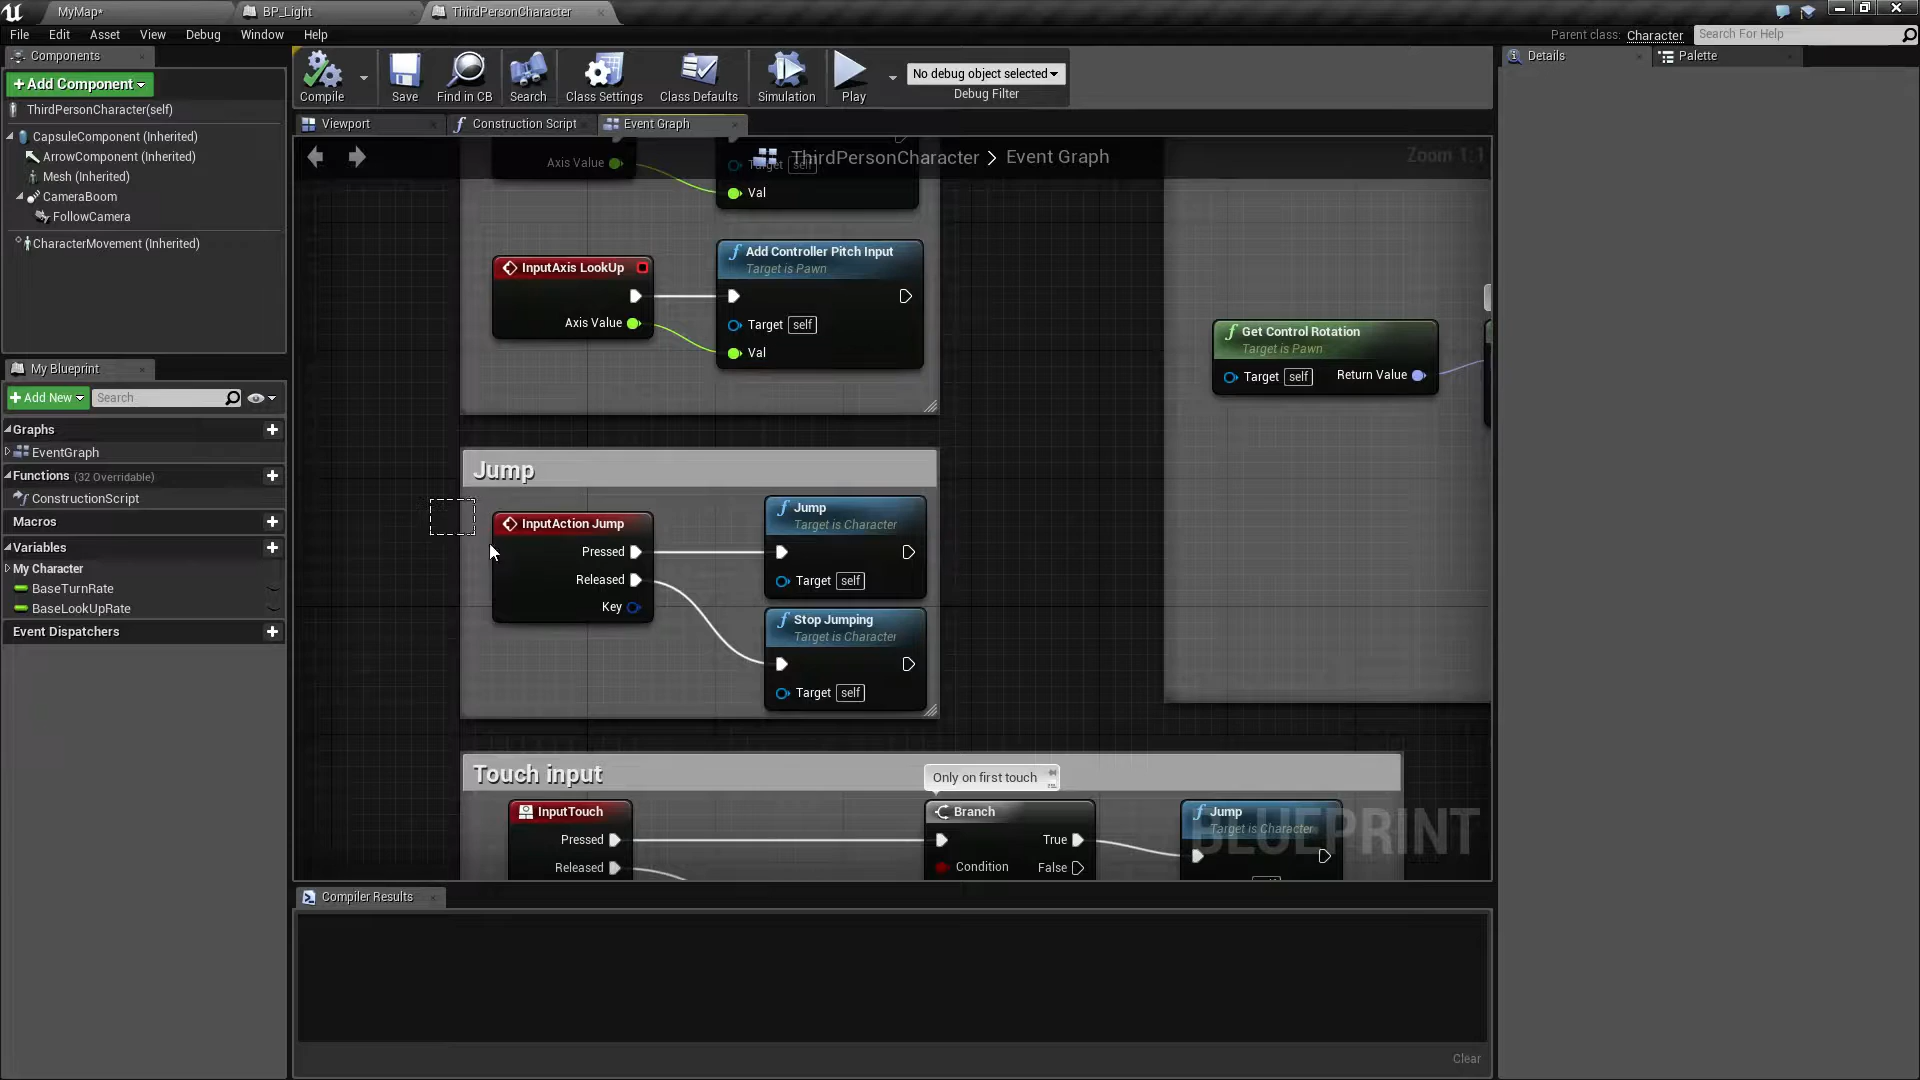 MyMap*
BP_Light
ThirdPersonCharacter
File Edit Asset View Debug Window Help
Parent class: Character
Search For Help
Components
+Add Component
ThirdPersonCharacter(self)
CapsuleComponent (Inherited)
ArrowComponent (Inherited)
Mesh (Inherited)
CameraBoom
FollowCamera
CharacterMovement (Inherited)
My Blueprint
+Add New
Search
Graphs
EventGraph
Functions (32 Overridable)
ConstructionScript
Macros
Variables
My Character
BaseTurnRate
BaseLookUpRate
Event Dispatchers
Compile
Save
Find in CB
Search
Class Settings
Class Defaults
Simulation
Play
No debug object selected
Debug Filter
Viewport
Construction Script
Event Graph
ThirdPersonCharacter > Event Graph
Zoom 1:1
Axis Value
Target self
Val
InputAxis LookUp
Axis Value
Add Controller Pitch Input
Target is Pawn
Target self
Val
Get Control Rotation
Target is Pawn
Target self
Return Value
Jump
InputAction Jump
Pressed
Released
Key
Jump
Target is Character
Target self
Stop Jumping
Target is Character
Target self
Touch input
Only on first touch
InputTouch
Pressed
Released
Branch
True
Condition
False
Jump
Target is Character
BLUEPRINT
Compiler Results
Clear
Details
Palette